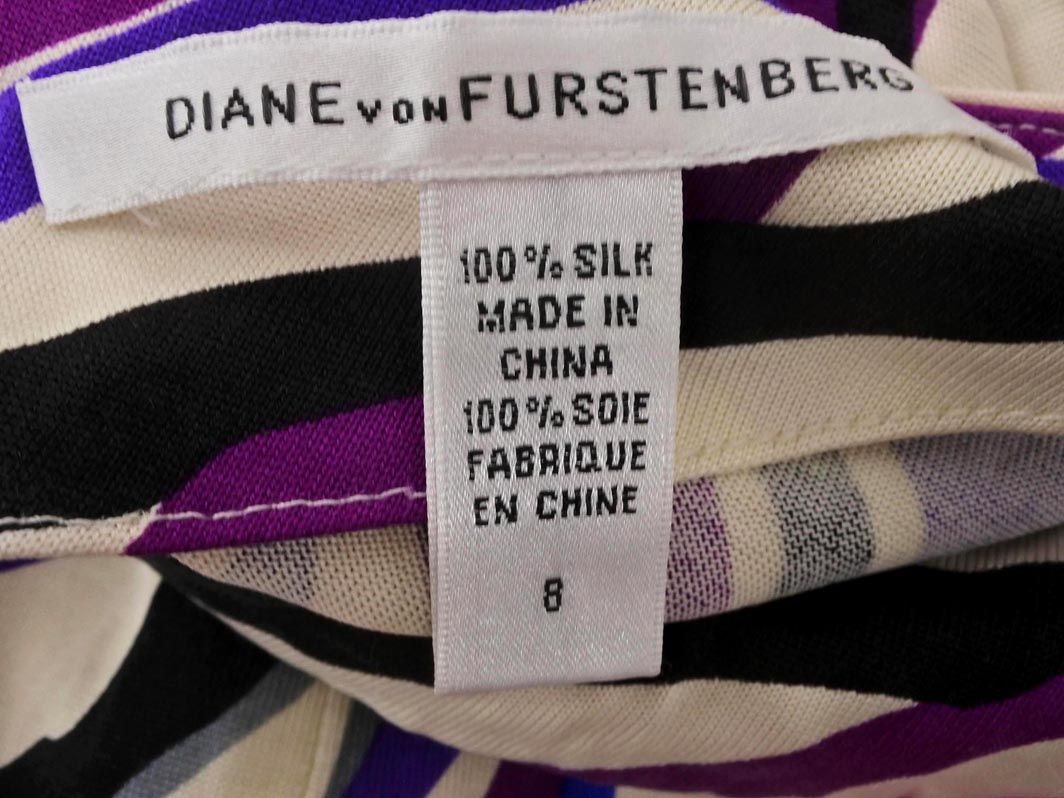 DIANE von FURSTENBERG
100% SILK
MADE IN
CHINA
100% SOIE
FABRIQUE
EN CHINE
8